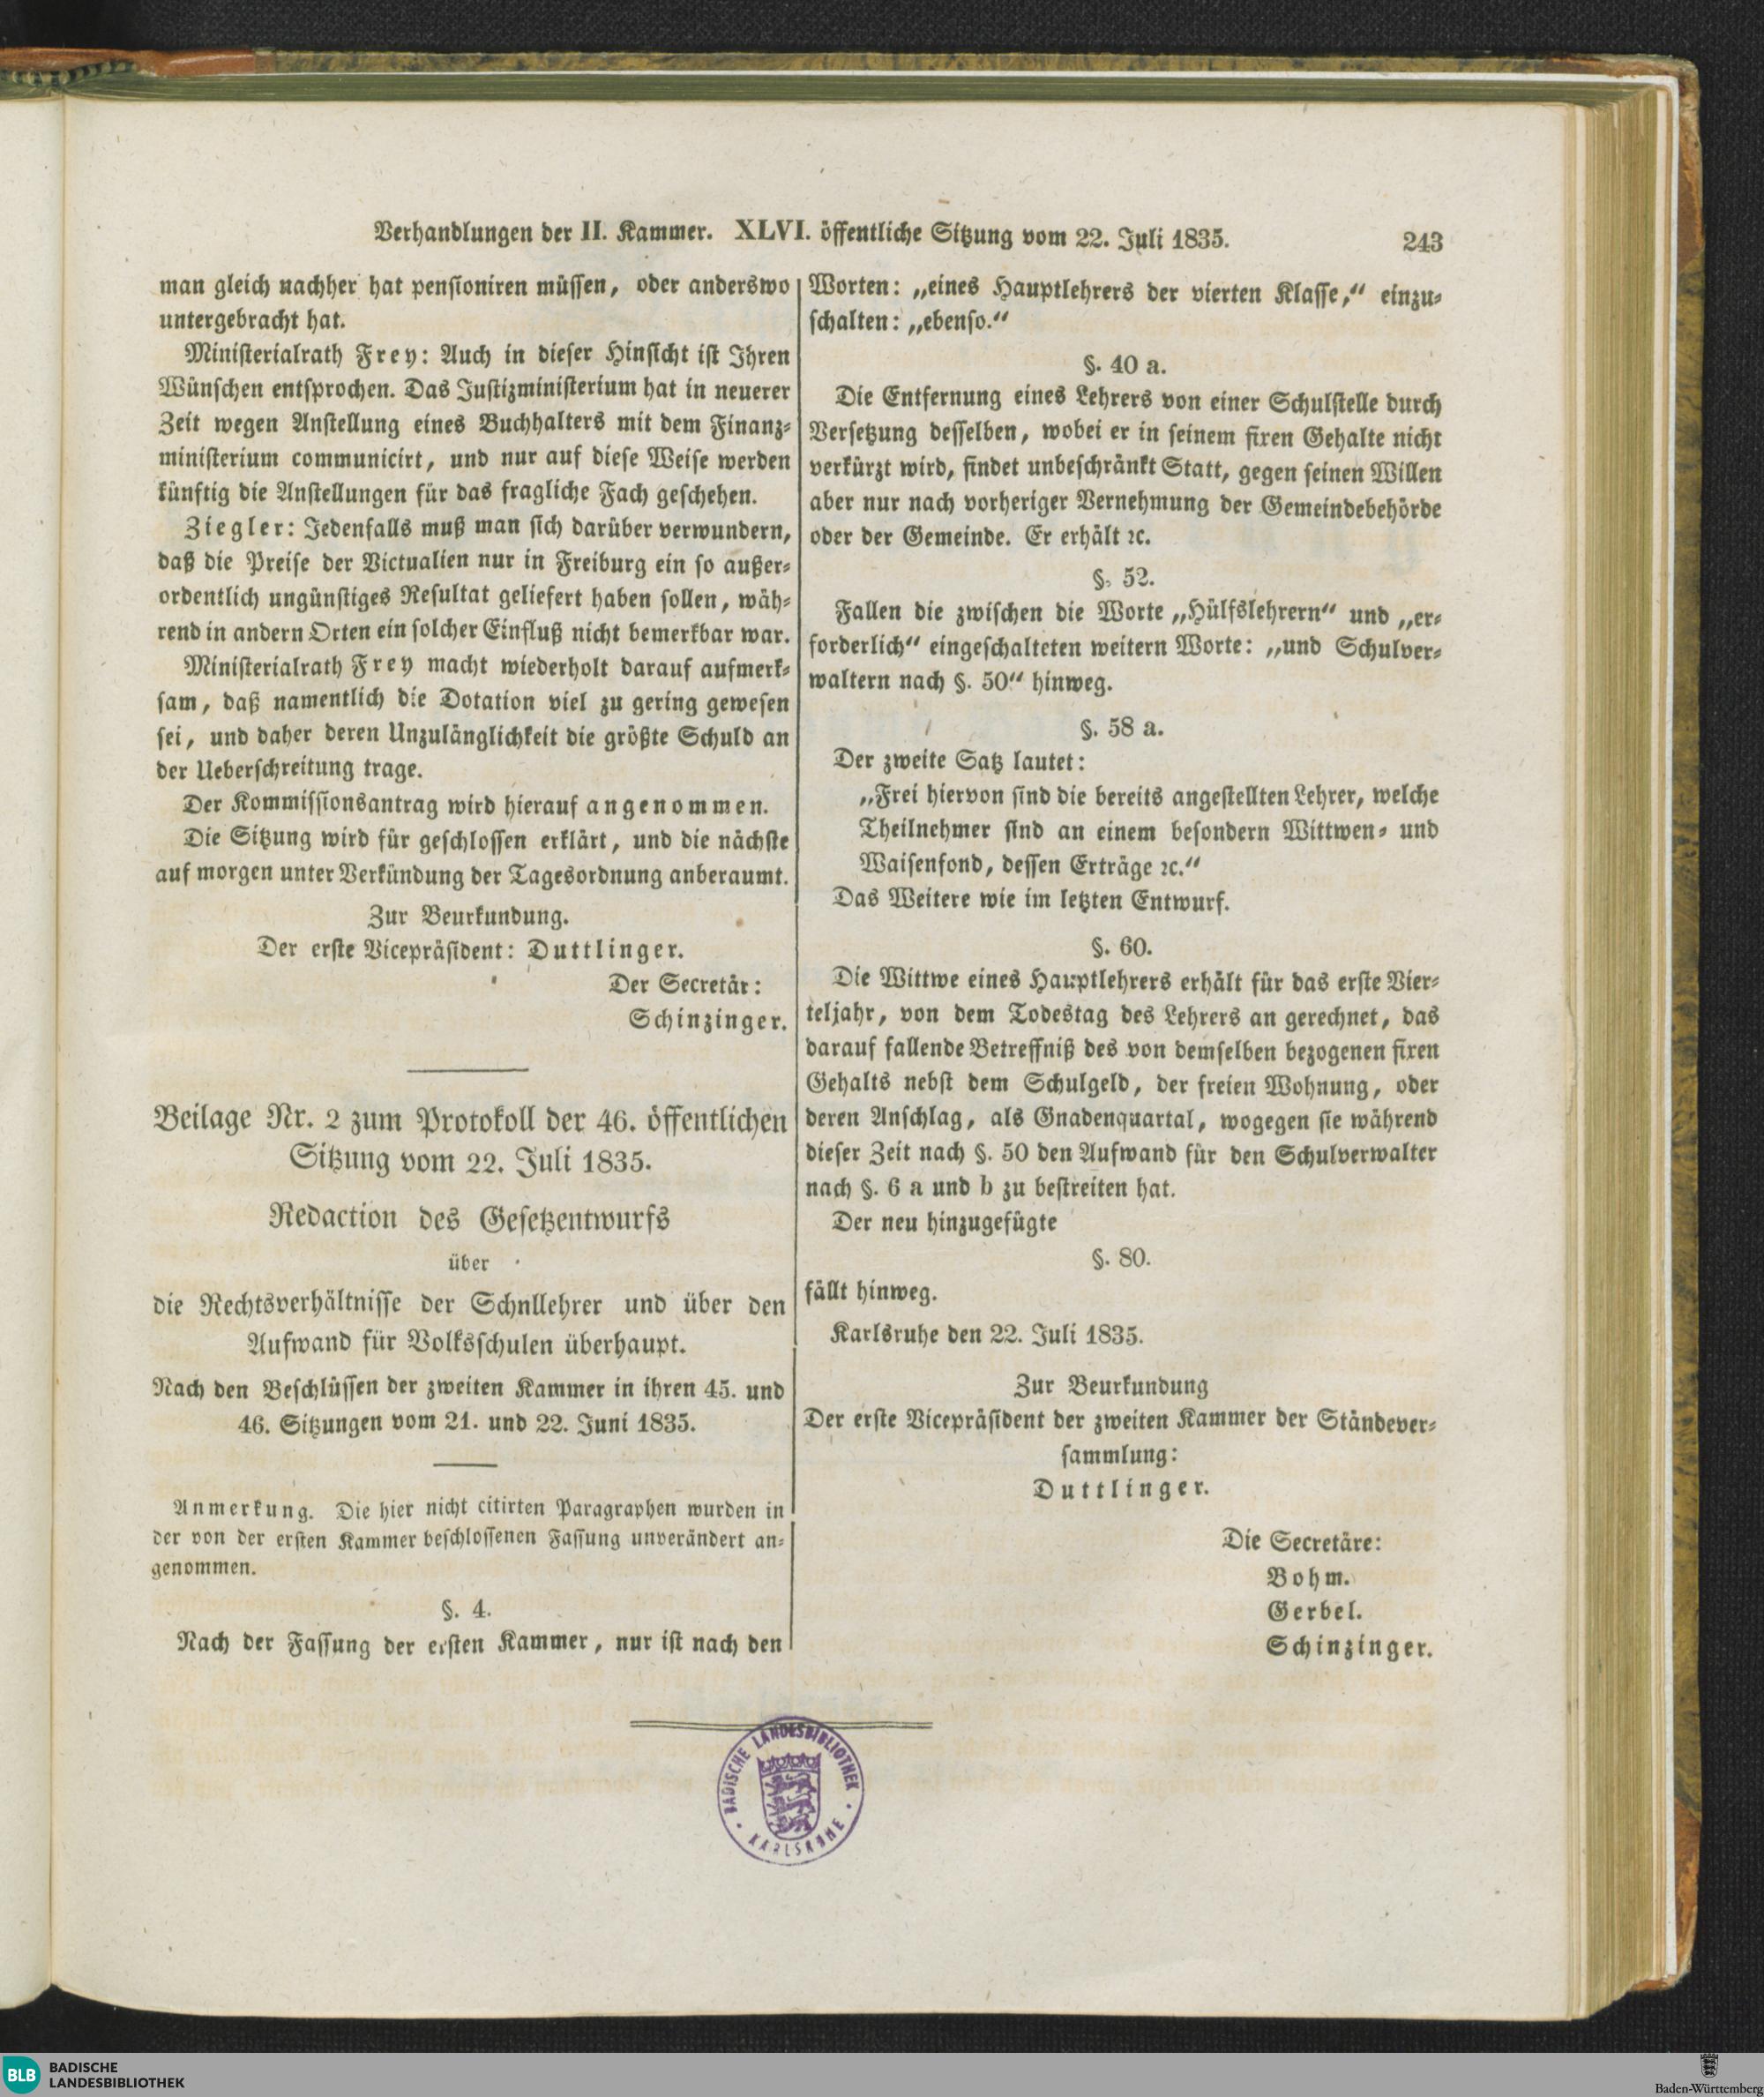 Verhandlungen der II. Kammer. XLVI. öffentliche Sitzung vom 22. Juli 1835.
243
man gleich nachher hat pensioniren müssen, oder anderswo
untergebracht hat.
Ministerialrath Frey: Auch in dieser Hinsicht ist Ihren
Wünschen entsprochen. Das Justizministerium hat in neuerer
Zeit wegen Anstellung eines Buchhalters mit dem Finanz-
ministerium communicirt, und nur auf diese Weise werden
künftig die Anstellungen für das fragliche Fach geschehen.
Ziegler: Jedenfalls muß man sich darüber verwundern,
daß die Preise der Victualien nur in Freiburg ein so außer-
ordentlich ungünstiges Resultat geliefert haben sollen, wäh-
rend in andern Orten ein solcher Einfluß nicht bemerkbar war.
Ministerialrath Frey macht wiederholt darauf aufmerk-
sam, daß namentlich die Dotation viel zu gering gewesen
sei, und daher deren Unzulänglichkeit die größte Schuld an
der Ueberschreitung trage.
Der Kommissionsantrag wird hierauf angenommen.
Die Sitzung wird für geschlossen erklärt, und die nächste
auf morgen unter Verkündung der Tagesordnung anberaumt.
Zur Beurkundung.
Der erste Vicepräsident: Duttlinger.
Der Secretär:
Schinzinger.
Beilage Nr. 2 zum Protokoll der 46. öffentlichen
Sitzung vom 22. Juli 1835.
Redaction des Gesetzentwurfs
über
die Rechtsverhältnisse der Schnllehrer und über den
Aufwand für Volksschulen überhaupt.
Nach den Beschlüssen der zweiten Kammer in ihren 45. und
46. Sitzungen vom 21. und 22. Juni 1835.
Anmerkung. Die hier nicht citirten Paragraphen wurden in
der von der ersten Kammer beschlossenen Fassung unverändert an-
genommen.
§. 4.
Nach der Fassung der ersten Kammer, nur ist nach den
Worten: „eines Hauptlehrers der vierten Klasse,“ einzu-
schalten: „ebenso.“
§. 40 a.
Die Entfernung eines Lehrers von einer Schulstelle durch
Versetzung desselben, wobei er in seinem fixen Gehalte nicht
verkürzt wird, findet unbeschränkt Statt, gegen seinen Willen
aber nur nach vorheriger Vernehmung der Gemeindebehörde
oder der Gemeinde. Er erhält ꝛc.
§. 52.
Fallen die zwischen die Worte „Hülfslehrern“ und „er-
forderlich“ eingeschalteten weitern Worte: „und Schulver-
waltern nach §. 50“ hinweg.
§. 58 a.
Der zweite Satz lautet:
„Frei hiervon sind die bereits angestellten Lehrer, welche
Theilnehmer sind an einem besondern Wittwen- und
Waisenfond, dessen Erträge ꝛc.“
Das Weitere wie im letzten Entwurf.
§. 60.
Die Wittwe eines Hauptlehrers erhält für das erste Vier-
teljahr, von dem Todestag des Lehrers an gerechnet, das
darauf fallende Betreffniß des von demselben bezogenen fixen
Gehalts nebst dem Schulgeld, der freien Wohnung, oder
deren Anschlag, als Gnadenquartal, wogegen sie während
dieser Zeit nach §. 50 den Aufwand für den Schulverwalter
nach §. 6 a und b zu bestreiten hat.
Der neu hinzugefügte
§. 80.
fällt hinweg.
Karlsruhe den 22. Juli 1835.
Zur Beurkundung
Der erste Vicepräsident der zweiten Kammer der Ständever-
sammlung:
Duttlinger.
Die Secretäre:
Bohm.
Gerbel.
Schinzinger.
BADISCHE LANDESBIBLIOTHEK
KARLSRUHE
BLB
BADISCHE
LANDESBIBLIOTHEK
Baden-Württemberg